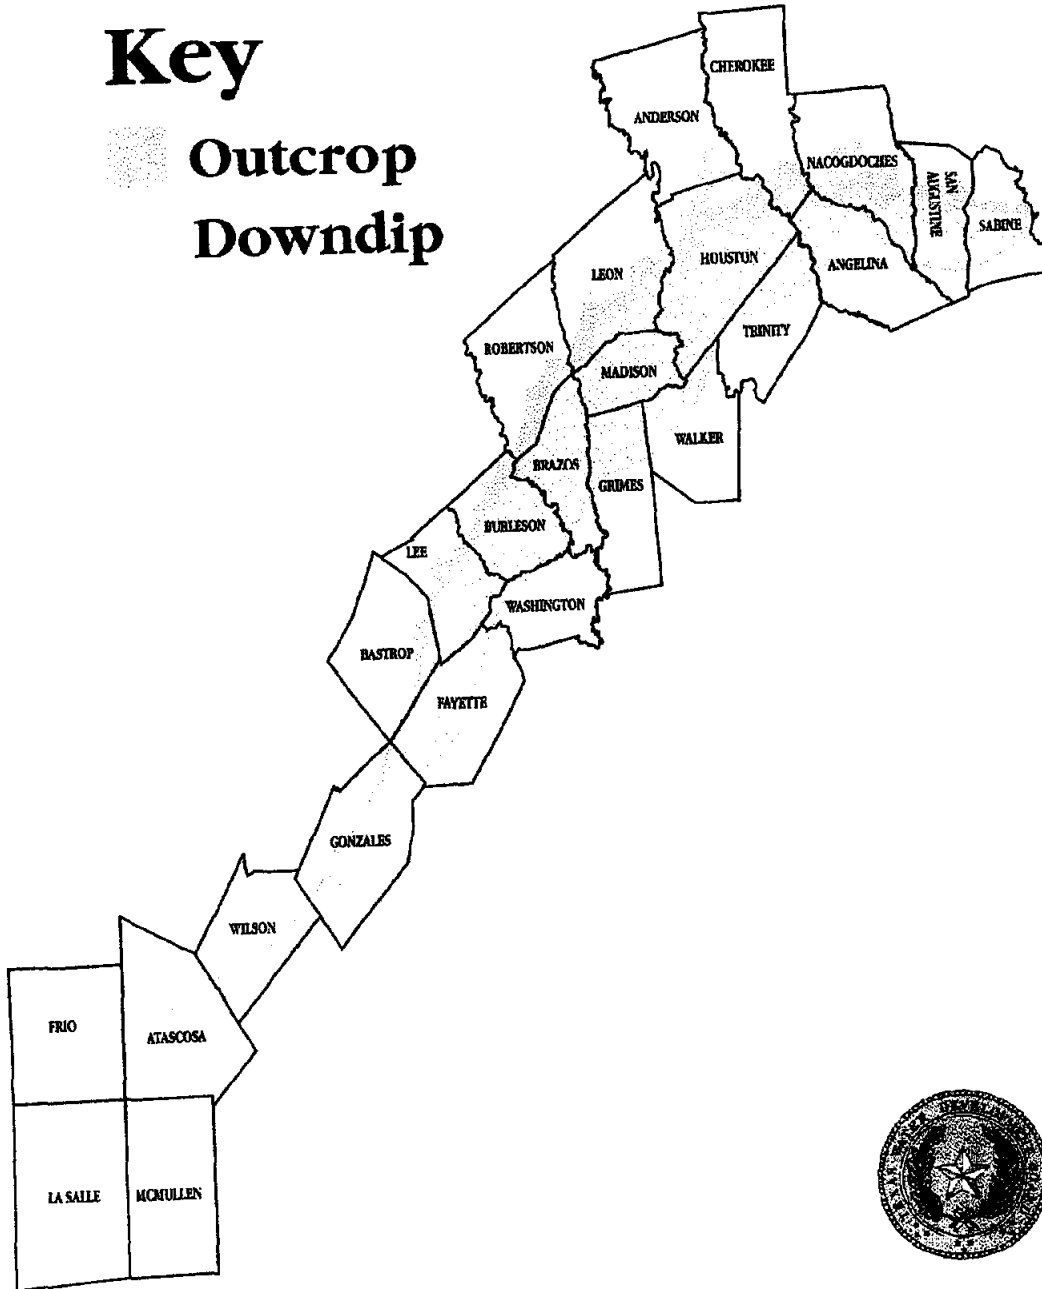 Key
Outcrop
Downdip
CHEROKEE
ANDERSON
NACOGDOCHES
SAN AUGUSTINE
SABINE
HOUSTON
ANGELINA
LEON
TRINITY
ROBERTSON
MADISON
WALKER
BRAZOS
GRIMES
BURLESON
LEE
WASHINGTON
BASTROP
FAYETTE
GONZALES
WILSON
FRIO
ATASCOSA
LA SALLE
MCMULLEN